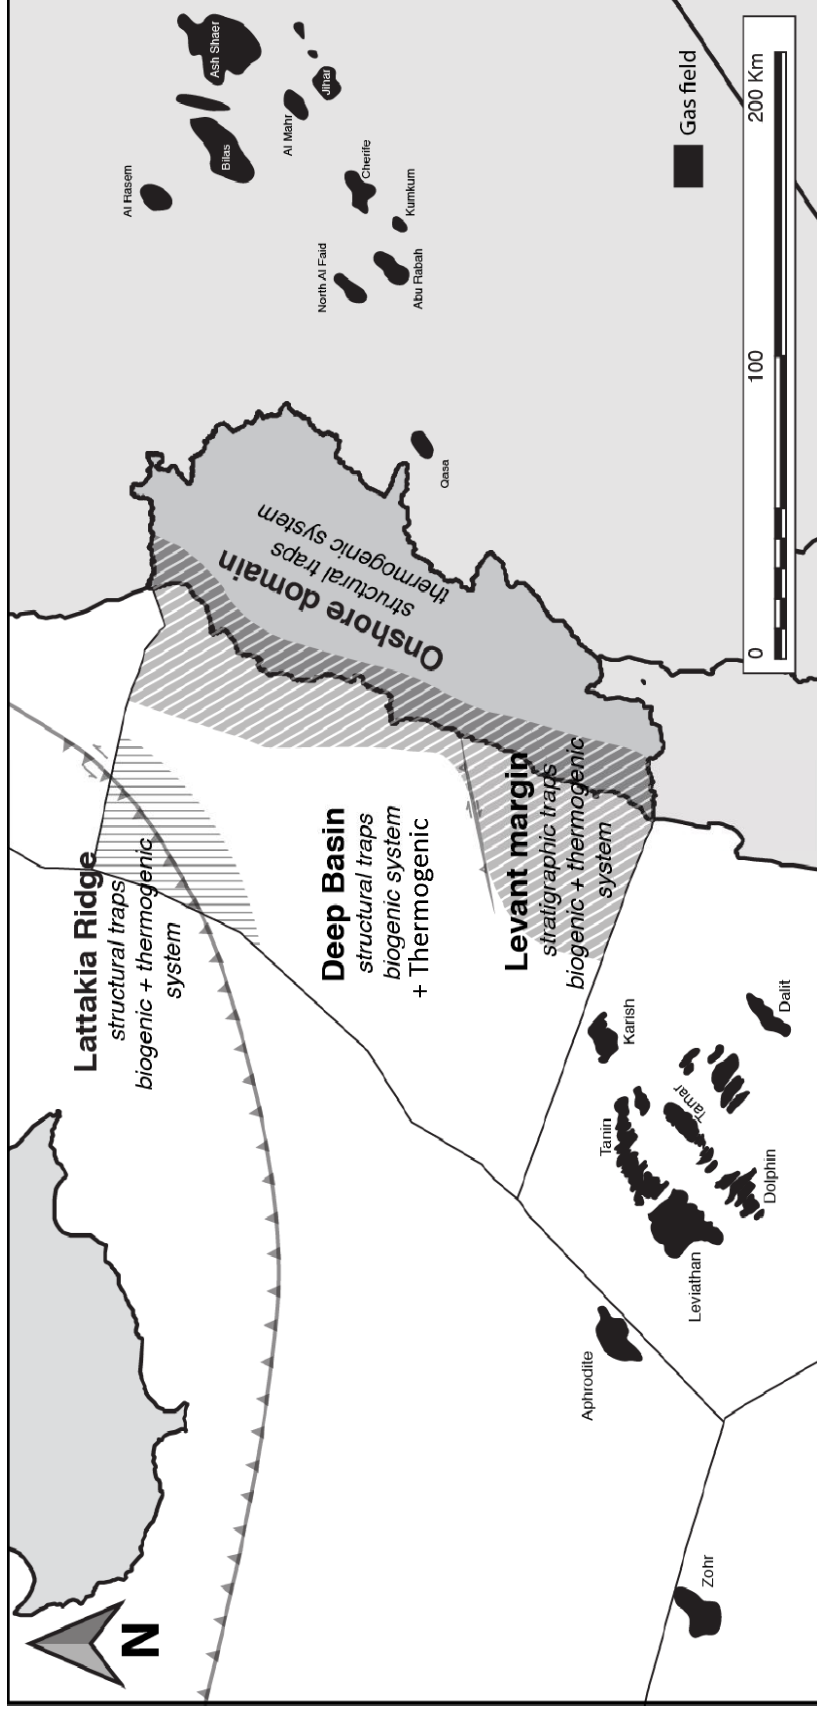 N
Lattakia Ridge
structural traps
biogenic + thermogenic
system
Deep Basin
structural traps
biogenic system
+ Thermogenic
Levant margin
stratigraphic traps
biogenic + thermogenic
system
Onshore domain
structural traps
thermogenic system
Zohr
Aphrodite
Leviathan
Tanin
Karish
Tamar
Dolphin
Dalit
Qasa
Al Rasem
Bilas
Ash Shaer
Al Mahr
Jihar
Cherife
Kumkum
North Al Faid
Abu Rabah
Gas field
0
100
200 Km